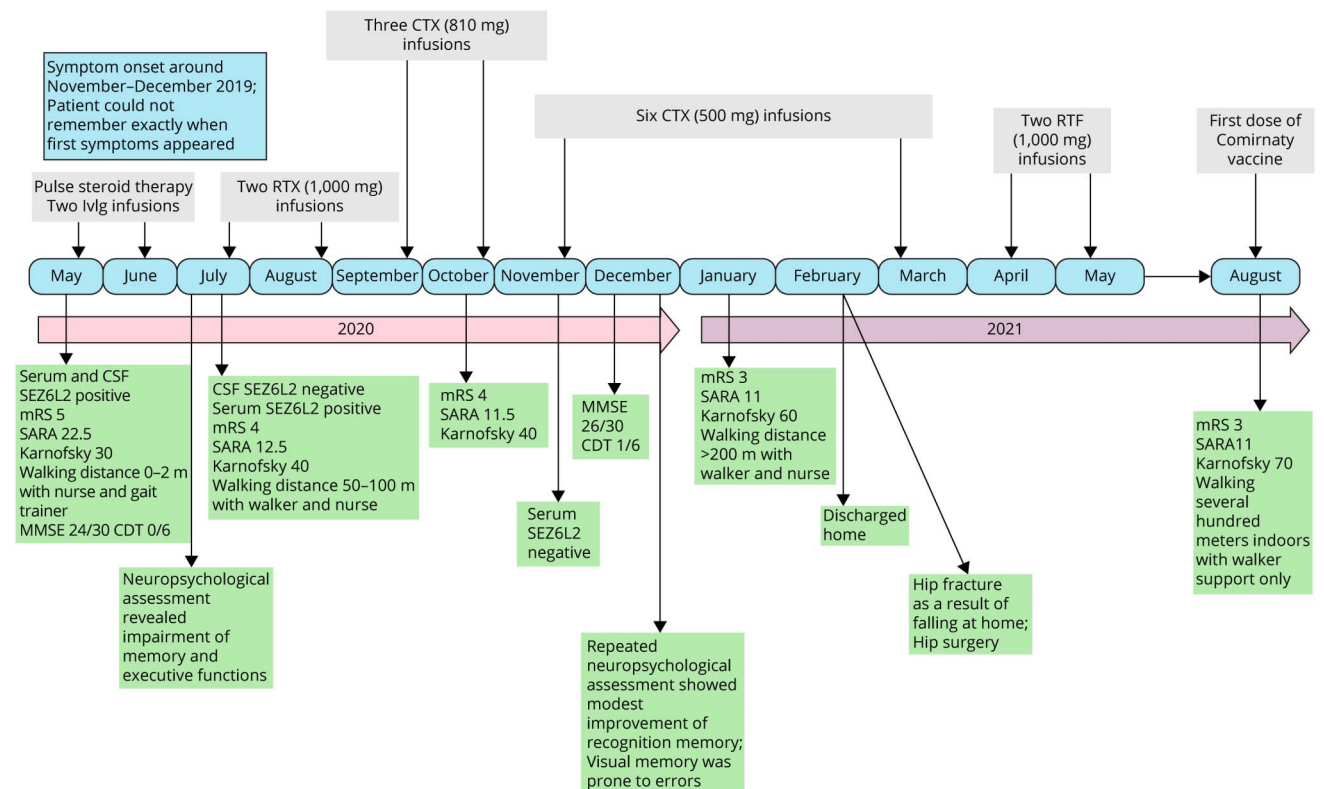 Three CTX (810 mg)
infusions
Symptom onset around
November–December 2019;
Patient could not
remember exactly when
first symptoms appeared
Six CTX (500 mg) infusions
Two RTF
(1,000 mg)
infusions
First dose of
Comirnaty
vaccine
Pulse steroid therapy
Two IvIg infusions
Two RTX (1,000 mg)
infusions
May
June
July
August
September
October
November
December
January
February
March
April
May
August
2020
2021
Serum and CSF
SEZ6L2 positive
mRS 5
SARA 22.5
Karnofsky 30
Walking distance 0–2 m
with nurse and gait
trainer
MMSE 24/30 CDT 0/6
Neuropsychological
assessment
revealed
impairment of
memory and
executive functions
CSF SEZ6L2 negative
Serum SEZ6L2 positive
mRS 4
SARA 12.5
Karnofsky 40
Walking distance 50–100 m
with walker and nurse
mRS 4
SARA 11.5
Karnofsky 40
Serum
SEZ6L2
negative
MMSE
26/30
CDT 1/6
Repeated
neuropsychological
assessment showed
modest
improvement of
recognition memory;
Visual memory was
prone to errors
mRS 3
SARA 11
Karnofsky 60
Walking distance
>200 m with
walker and nurse
Discharged
home
Hip fracture
as a result of
falling at home;
Hip surgery
mRS 3
SARA11
Karnofsky 70
Walking
several
hundred
meters indoors
with walker
support only